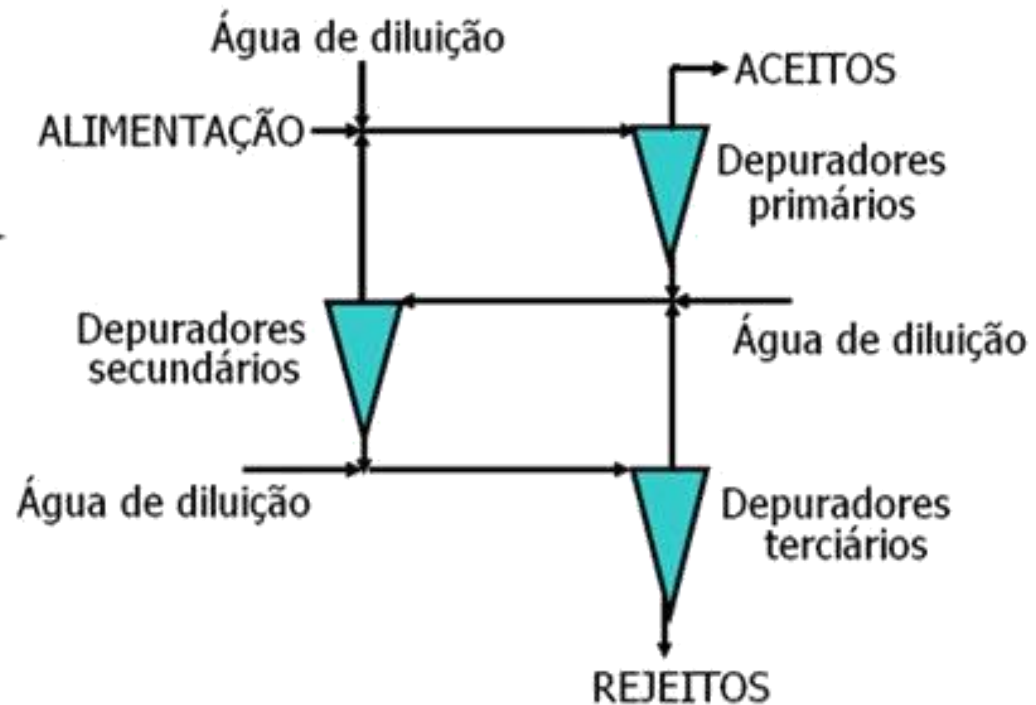 Água de diluição
ACEITOS
ALIMENTAÇÃO
Depuradores
primários
Depuradores
secundários
Água de diluição
Água de diluição
Depuradores
terciários
REJEITOS